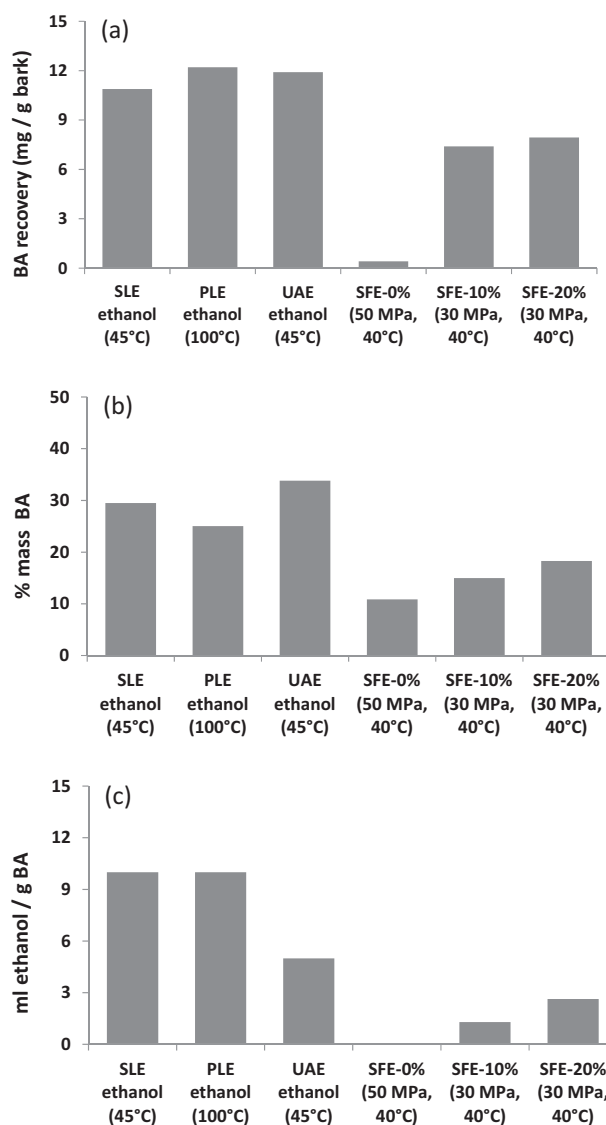 (a)
BA recovery (mg / g bark)
15
12
9
6
3
0
SLE ethanol (45°C)
PLE ethanol (100°C)
UAE ethanol (45°C)
SFE-0% (50 MPa, 40°C)
SFE-10% (30 MPa, 40°C)
SFE-20% (30 MPa, 40°C)
(b)
% mass BA
50
40
30
20
10
0
SLE ethanol (45°C)
PLE ethanol (100°C)
UAE ethanol (45°C)
SFE-0% (50 MPa, 40°C)
SFE-10% (30 MPa, 40°C)
SFE-20% (30 MPa, 40°C)
(c)
ml ethanol / g BA
15
12
9
6
3
0
SLE ethanol (45°C)
PLE ethanol (100°C)
UAE ethanol (45°C)
SFE-0% (50 MPa, 40°C)
SFE-10% (30 MPa, 40°C)
SFE-20% (30 MPa, 40°C)